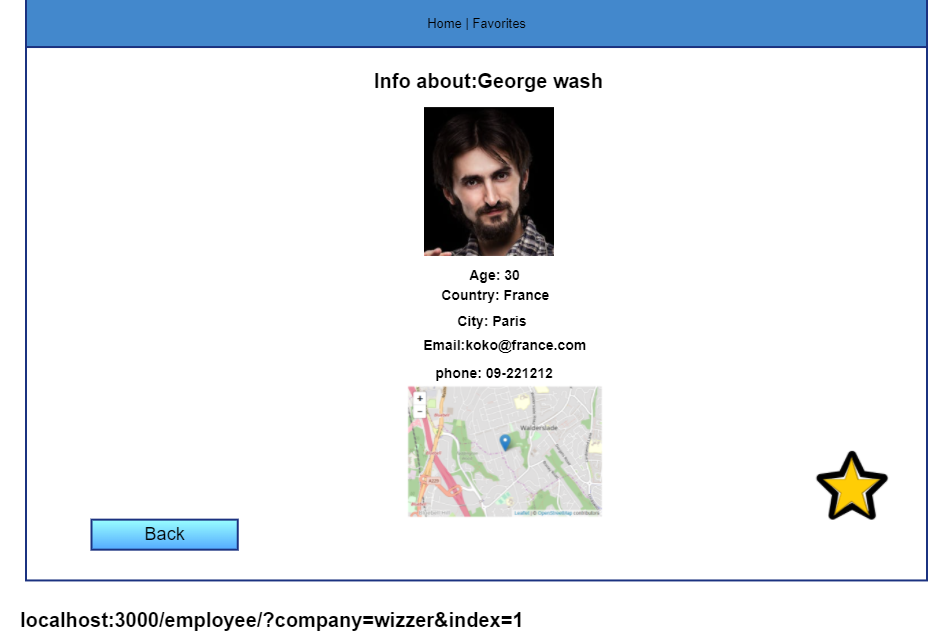 Home | Favorites
Info about:George wash
Age: 30
Country: France
City: Paris
Email:koko@france.com
phone: 09-221212
+
−
Walderslade
Leaflet | © OpenStreetMap contributors
Back
localhost:3000/employee/?company=wizzer&index=1